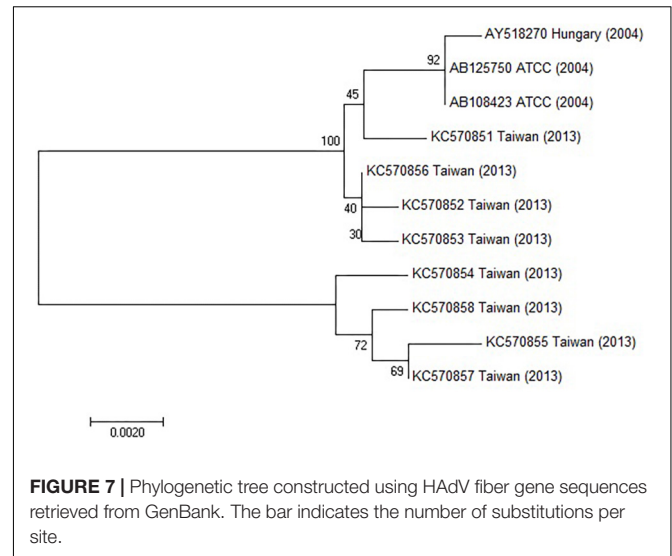 AY518270 Hungary (2004)
92
AB125750 ATCC (2004)
45
AB108423 ATCC (2004)
100
KC570851 Taiwan (2013)
KC570856 Taiwan (2013)
40
KC570852 Taiwan (2013)
30
KC570853 Taiwan (2013)
KC570854 Taiwan (2013)
KC570858 Taiwan (2013)
72
KC570855 Taiwan (2013)
69
KC570857 Taiwan (2013)
0.0020
FIGURE 7 | Phylogenetic tree constructed using HAdV fiber gene sequences
retrieved from GenBank. The bar indicates the number of substitutions per
site.